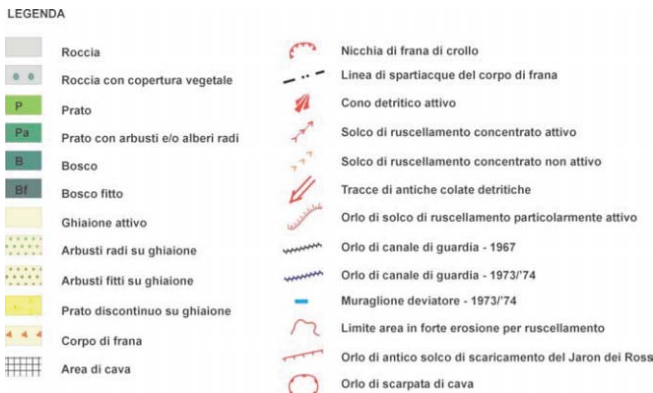 LEGENDA
Roccia
Roccia con copertura vegetale
P Prato
Pa Prato con arbusti e/o alberi radi
B Bosco
Bf Bosco fitto
Ghiaione attivo
Arbusti radi su ghiaione
Arbusti fitti su ghiaione
Prato discontinuo su ghiaione
Corpo di frana
Area di cava
Nicchia di frana di crollo
Linea di spartiacque del corpo di frana
Cono detritico attivo
Solco di ruscellamento concentrato attivo
Solco di ruscellamento concentrato non attivo
Tracce di antiche colate detritiche
Orlo di solco di ruscellamento particolarmente attivo
Orlo di canale di guardia - 1967
Orlo di canale di guardia - 1973/'74
Muraglione deviatore - 1973/'74
Limite area in forte erosione per ruscellamento
Orlo di antico solco di scaricamento del Jaron dei Ross
Orlo di scarpata di cava